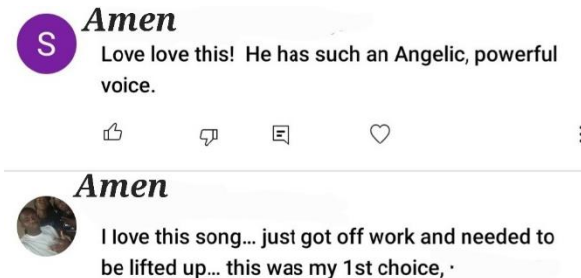 S
Amen
Love love this! He has such an Angelic, powerful
voice.
Amen
I love this song... just got off work and needed to
be lifted up... this was my 1st choice, ·